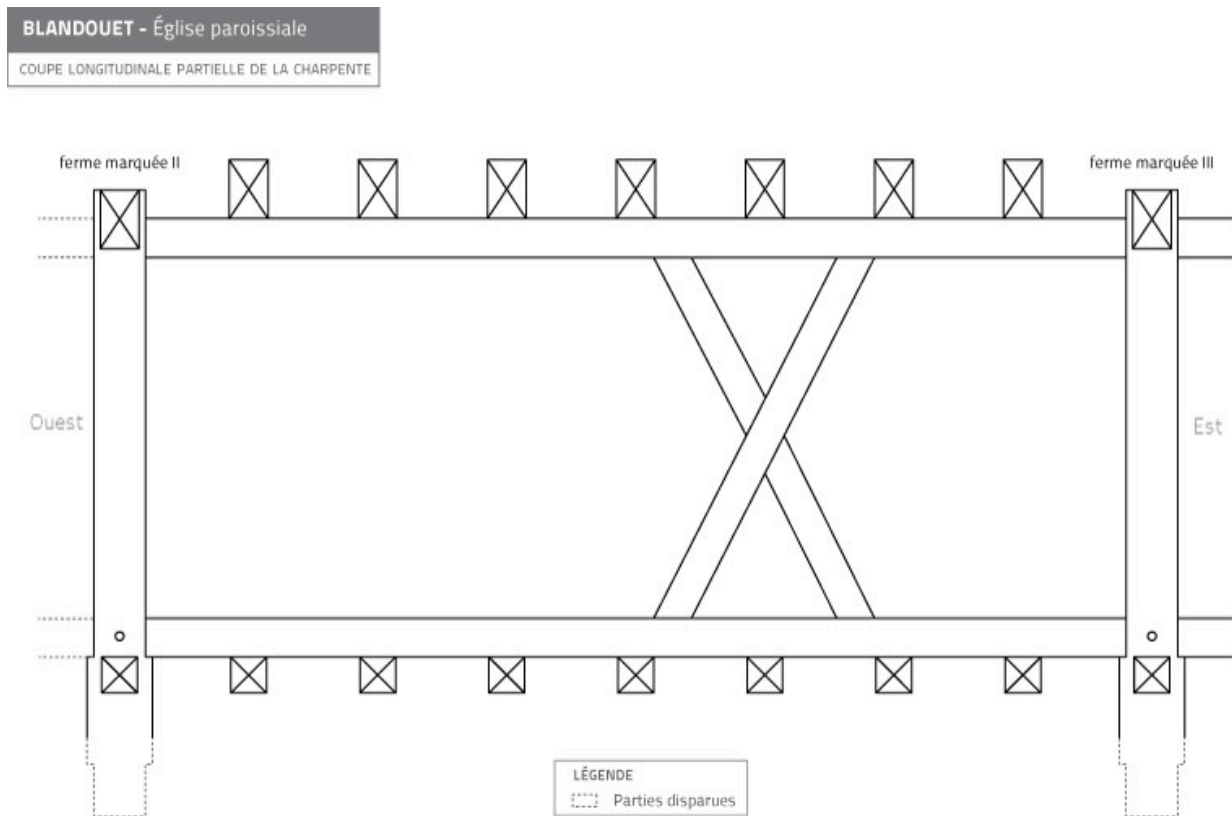 BLANDOUET - Église paroissiale
COUPE LONGITUDINALE PARTIELLE DE LA CHARPENTE
ferme marquée II
ferme marquée III
Ouest
Est
LÉGENDE
Parties disparues